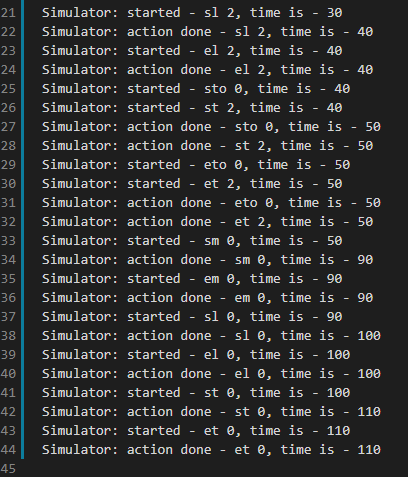 21 Simulator: started - sl 2, time is - 30
22 Simulator: action done - sl 2, time is - 40
23 Simulator: started - el 2, time is - 40
24 Simulator: action done - el 2, time is - 40
25 Simulator: started - sto 0, time is - 40
26 Simulator: started - st 2, time is - 40
27 Simulator: action done - sto 0, time is - 50
28 Simulator: action done - st 2, time is - 50
29 Simulator: started - eto 0, time is - 50
30 Simulator: started - et 2, time is - 50
31 Simulator: action done - eto 0, time is - 50
32 Simulator: action done - et 2, time is - 50
33 Simulator: started - sm 0, time is - 50
34 Simulator: action done - sm 0, time is - 90
35 Simulator: started - em 0, time is - 90
36 Simulator: action done - em 0, time is - 90
37 Simulator: started - sl 0, time is - 90
38 Simulator: action done - sl 0, time is - 100
39 Simulator: started - el 0, time is - 100
40 Simulator: action done - el 0, time is - 100
41 Simulator: started - st 0, time is - 100
42 Simulator: action done - st 0, time is - 110
43 Simulator: started - et 0, time is - 110
44 Simulator: action done - et 0, time is - 110
45